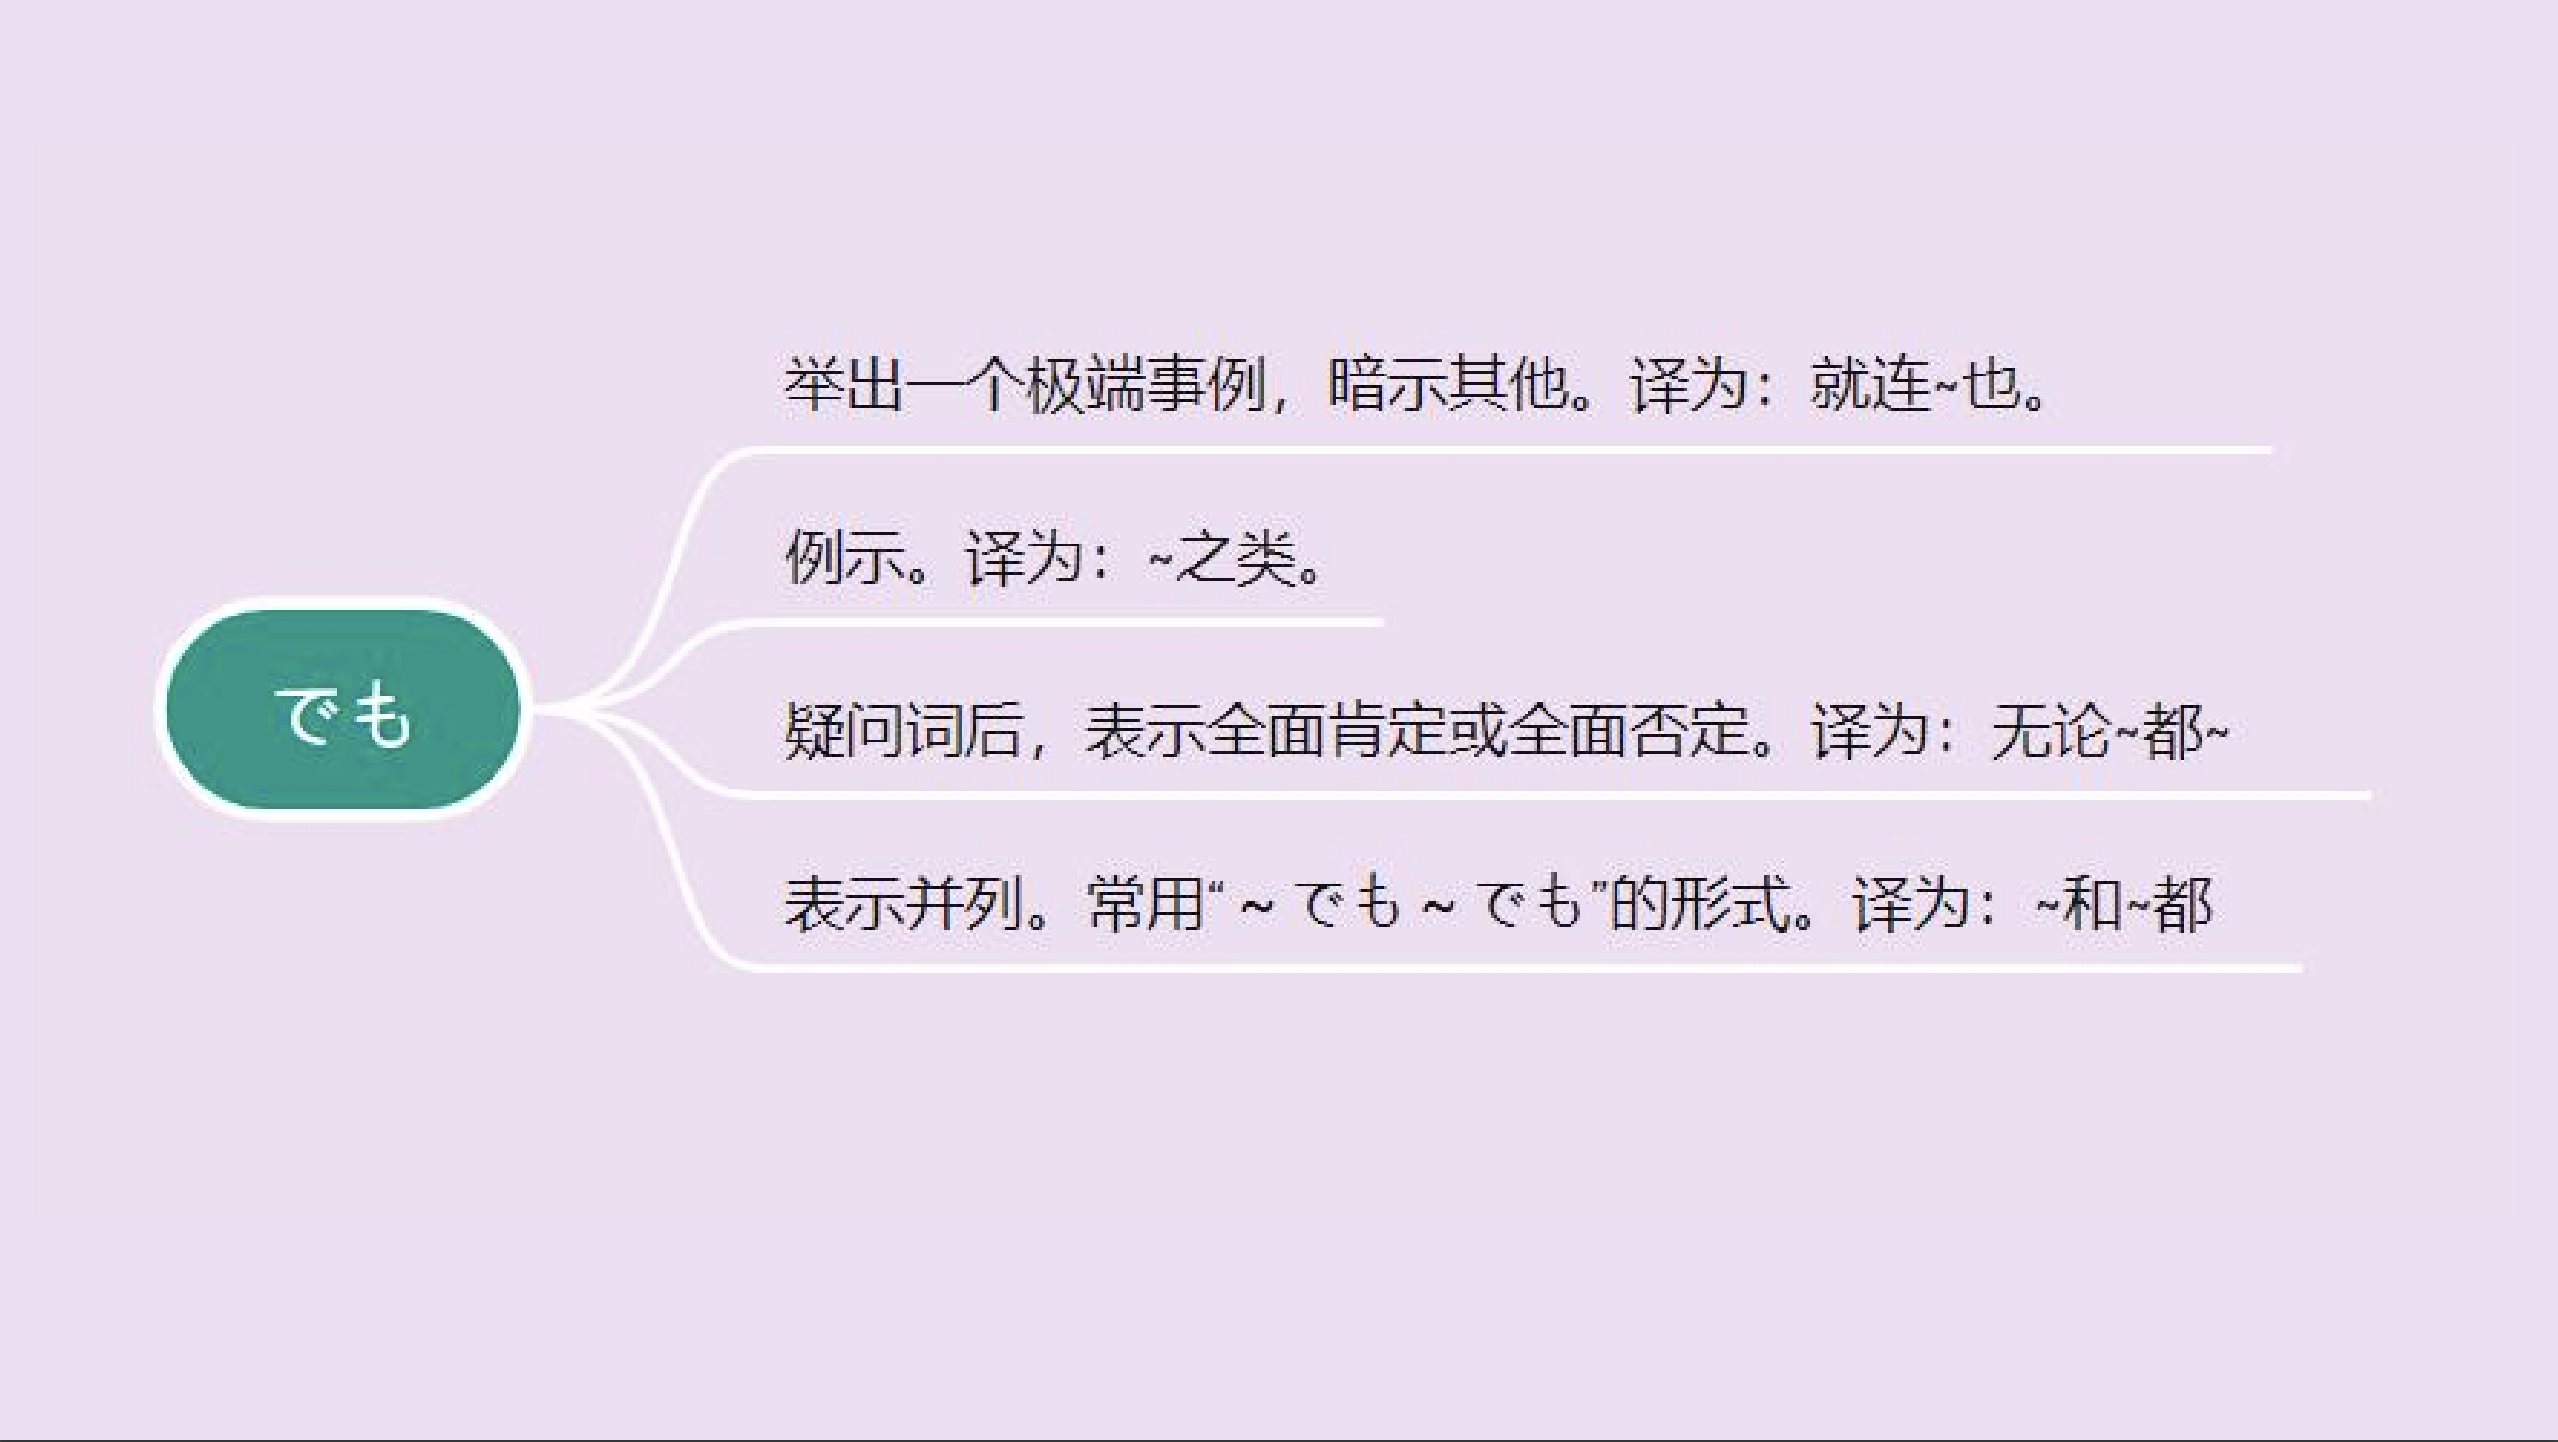 举出一个极端事例，暗示其他。译为：就连~也。
例示。译为：~之类。
でも
疑问词后，表示全面肯定或全面否定。译为：无论~都~
表示并列。常用“～でも～でも”的形式。译为：~和~都